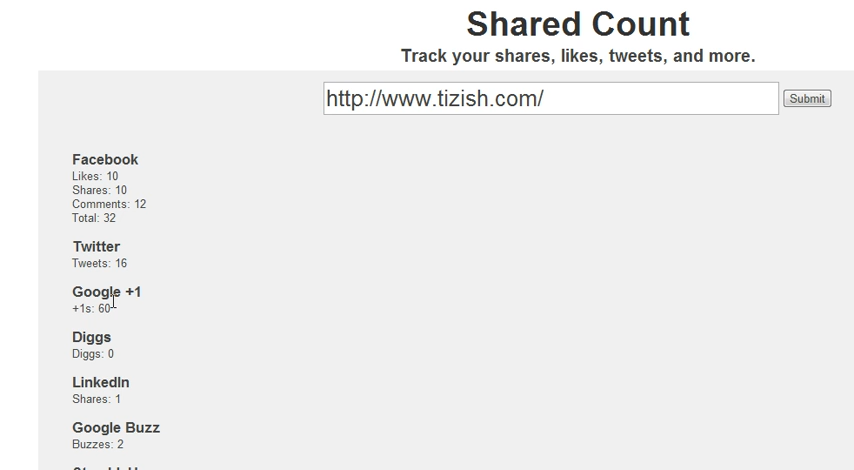 Shared Count
Track your shares, likes, tweets, and more.
http://www.tizish.com/ Submit
Facebook
Likes: 10
Shares: 10
Comments: 12
Total: 32
Twitter
Tweets: 16
Google +1
+1s: 60
Diggs
Diggs: 0
LinkedIn
Shares: 1
Google Buzz
Buzzes: 2